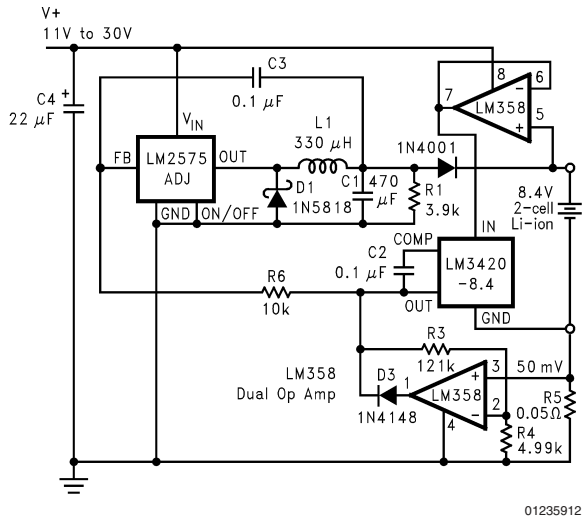 V+
11V to 30V
C3
0.1 μF
C4
+
22 μF
VIN
L1
330 μH
FB
LM2575
ADJ
OUT
GND
ON/OFF
D1
1N5818
C1
470
μF
1N4001
R1
3.9k
7
8
6
5
−
+
LM358
8.4V
2-cell
Li-ion
IN
COMP
C2
0.1 μF
LM3420
-8.4
OUT
GND
R6
10k
R3
121k
LM358
Dual Op Amp
D3
1N4148
1
3
2
4
+
−
LM358
50 mV
R5
0.05Ω
R4
4.99k
01235912